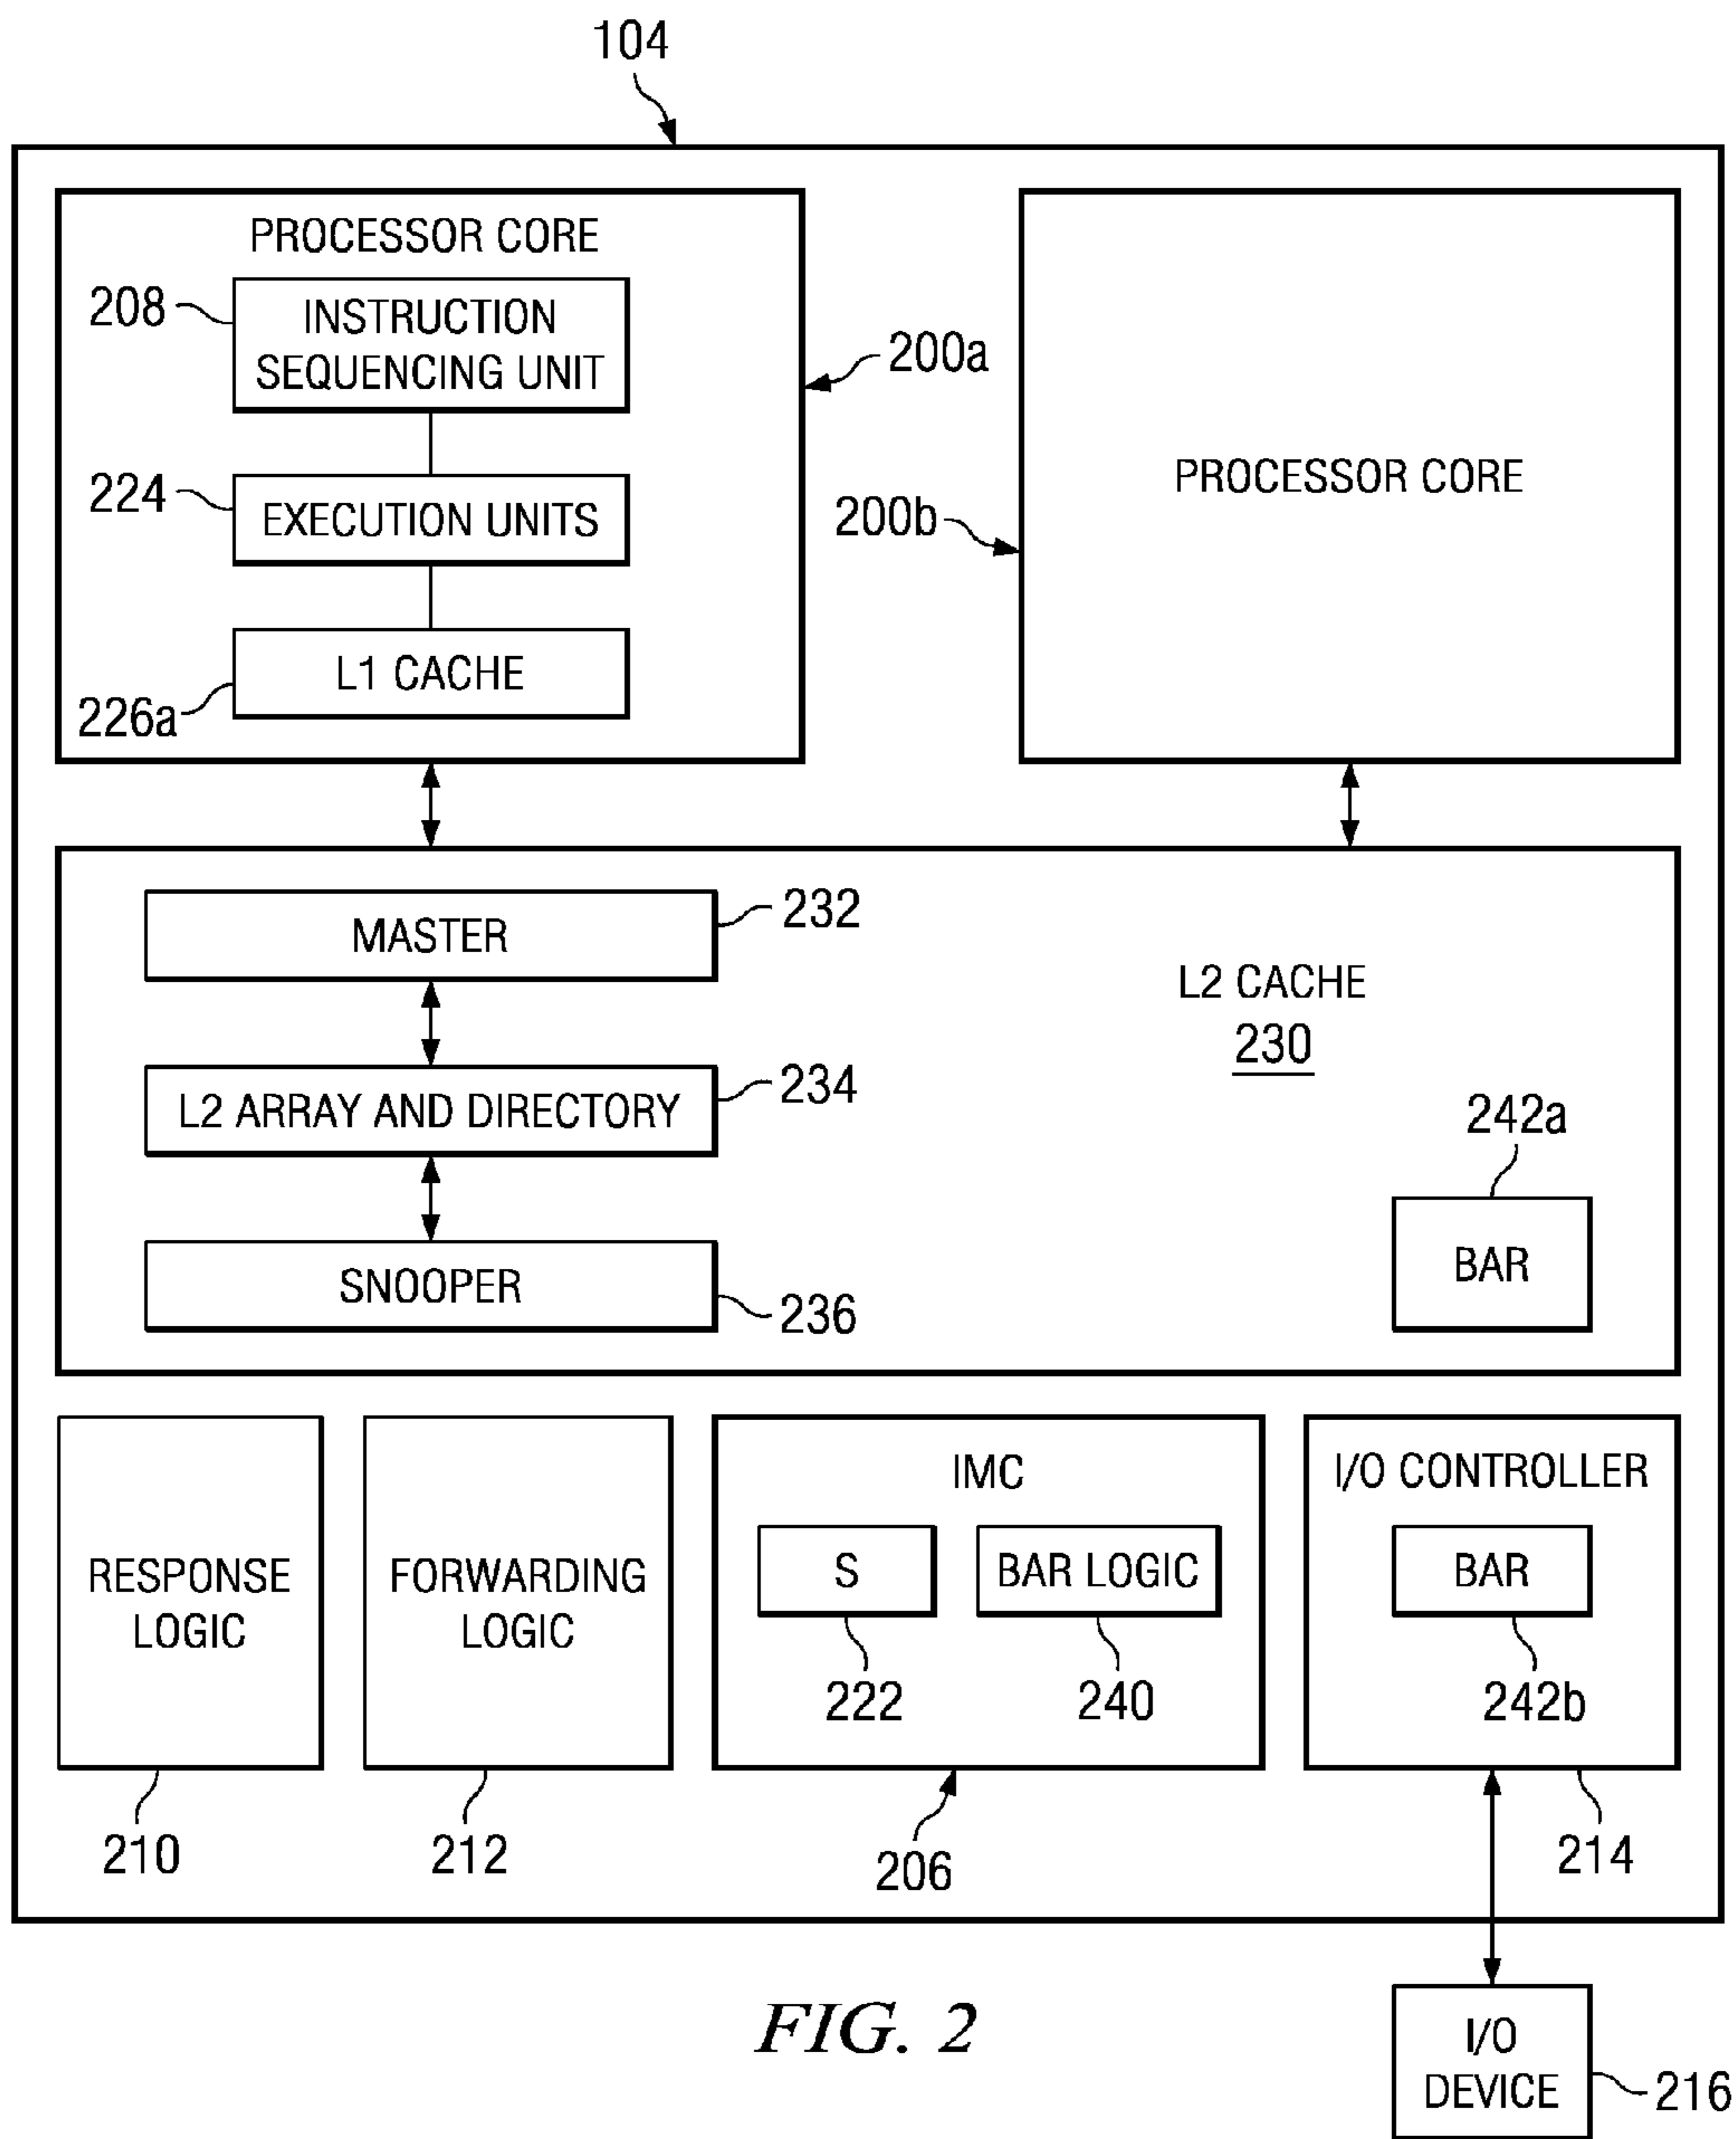 104
PROCESSOR CORE
208
INSTRUCTION
SEQUENCING UNIT
200a
224
EXECUTION UNITS
L1 CACHE
226a
PROCESSOR CORE
200b
MASTER
232
L2 CACHE
230
L2 ARRAY AND DIRECTORY
234
242a
BAR
SNOOPER
236
RESPONSE
LOGIC
210
FORWARDING
LOGIC
212
IMC
S
222
BAR LOGIC
240
206
I/O CONTROLLER
BAR
242b
214
I/O
DEVICE
216
FIG. 2